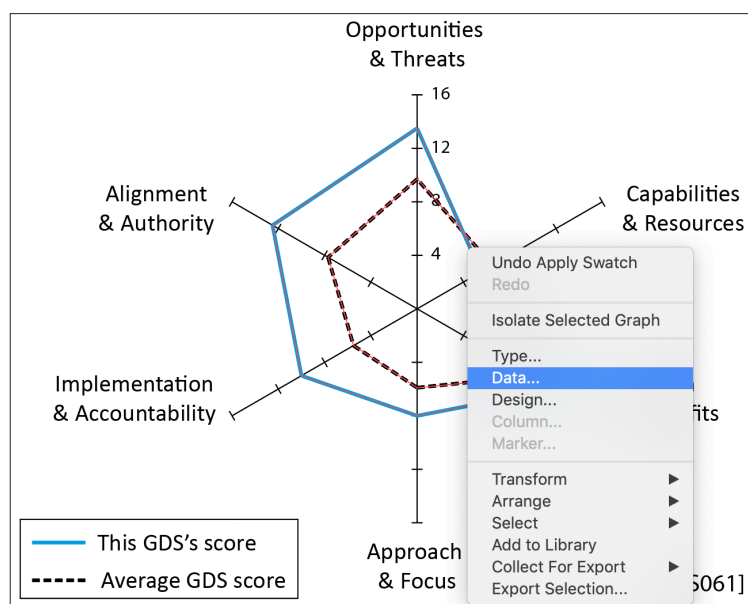 Opportunities
& Threats
16
12
8
4
Alignment
& Authority
Capabilities
& Resources
Undo Apply Swatch
Redo
Isolate Selected Graph
Type...
Data...
Design...
Column...
Marker...
Transform
Arrange
Select
Add to Library
Collect For Export
Export Selection...
Implementation
& Accountability
fits
Approach
& Focus
This GDS's score
Average GDS score
S061]